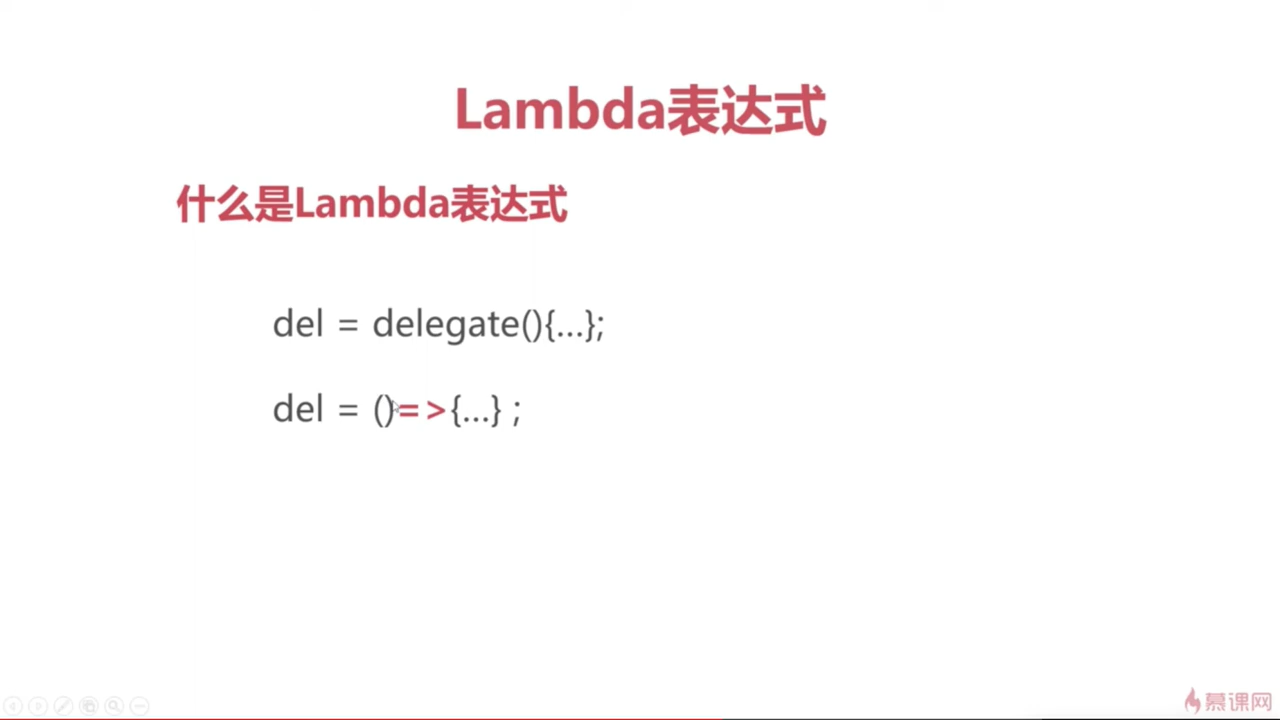 Lambda表达式
什么是Lambda表达式
del = delegate(){...};
del = ()=>{...} ;
慕课网